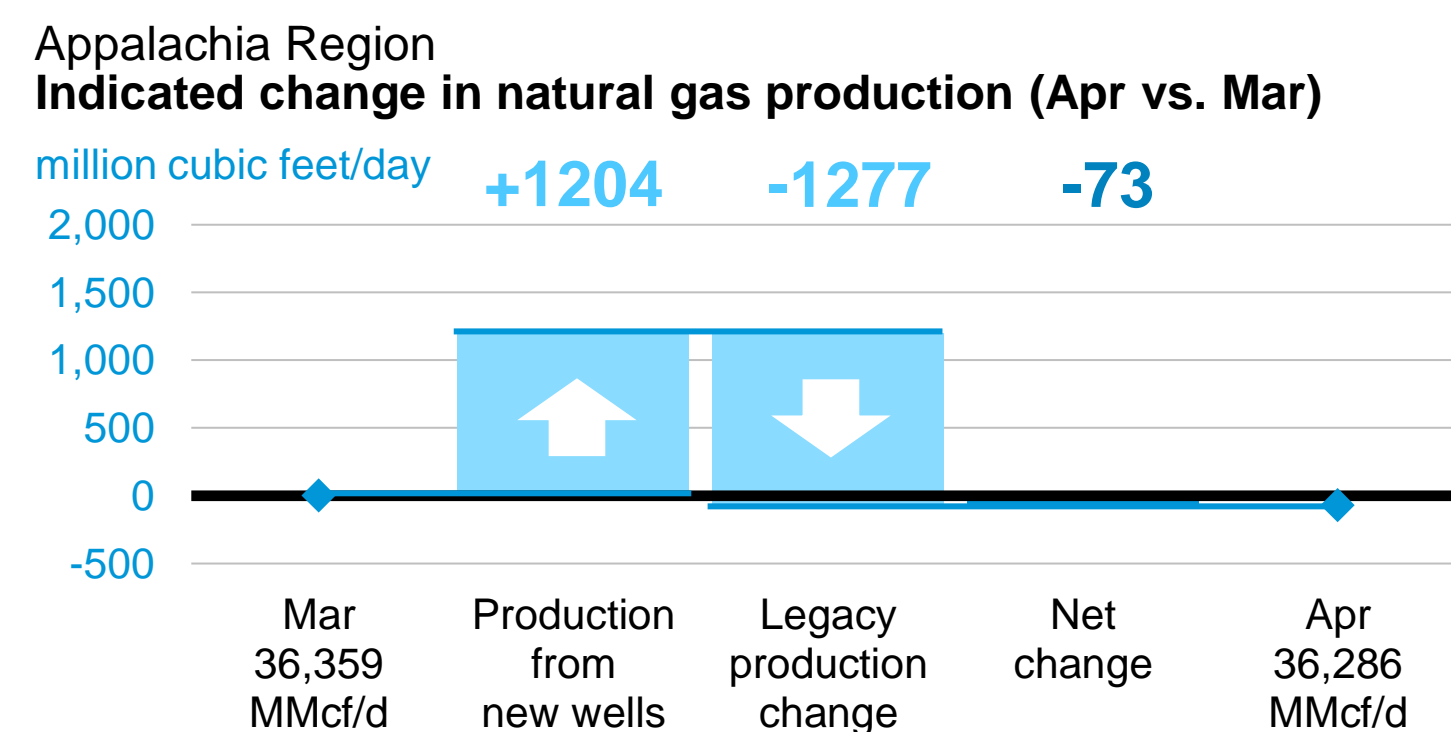 Appalachia Region
Indicated change in natural gas production (Apr vs. Mar)
million cubic feet/day
+1204 -1277 -73
2,000
1,500
1,000
500
0
-500
Mar
36,359
MMcf/d
Production
from
new wells
Legacy
production
change
Net
change
Apr
36,286
MMcf/d